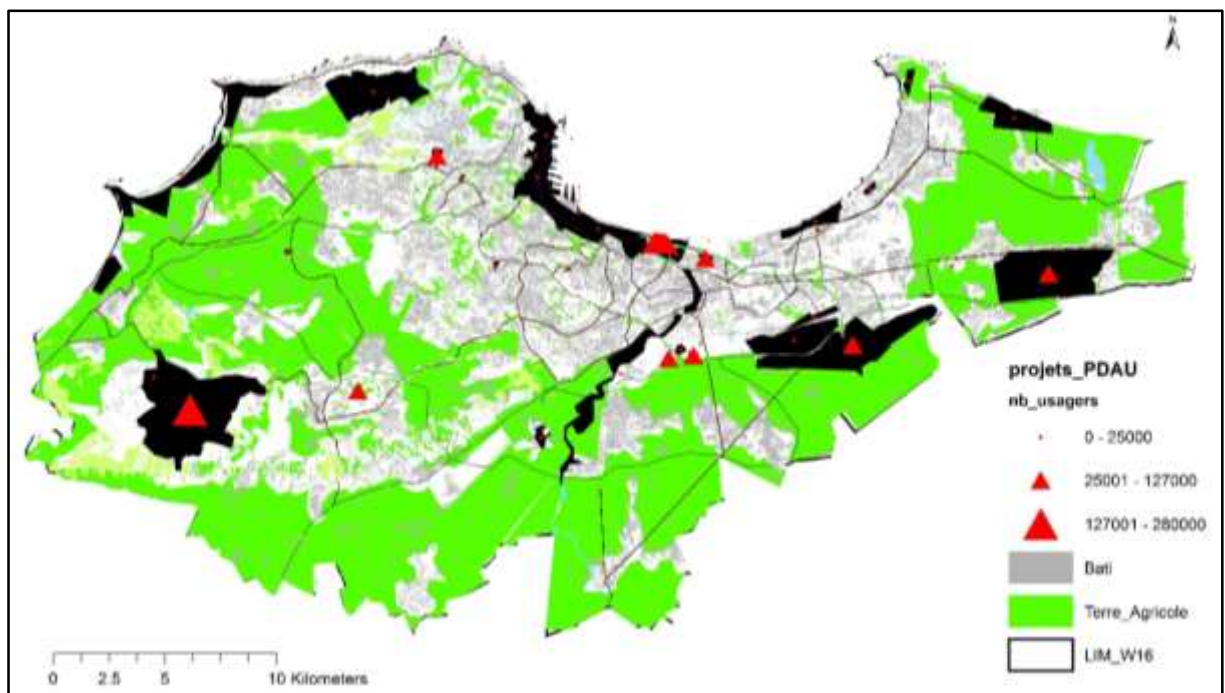 N
projets_PDAU
nb_usagers
0 - 25000
25001 - 127000
127001 - 280000
Bati
Terre_Agricole
LIM_W16
0 2.5 5 10 Kilometers